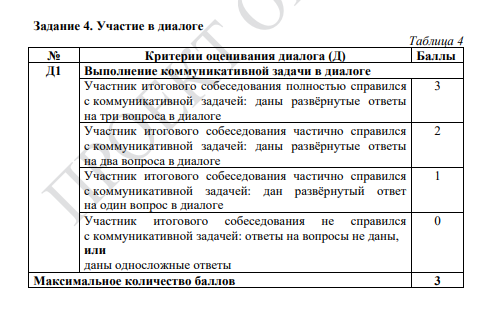 Задание 4. Участие в диалоге
Таблица 4
№ Критерии оценивания диалога (Д) Баллы
Д1 Выполнение коммуникативной задачи в диалоге
Участник итогового собеседования полностью справился 3
с коммуникативной задачей: даны развёрнутые ответы
на три вопроса в диалоге
Участник итогового собеседования частично справился 2
с коммуникативной задачей: даны развёрнутые ответы
на два вопроса в диалоге
Участник итогового собеседования частично справился 1
с коммуникативной задачей: дан развёрнутый ответ
на один вопрос в диалоге
Участник итогового собеседования не справился 0
с коммуникативной задачей: ответы на вопросы не даны,
или
даны односложные ответы
Максимальное количество баллов 3